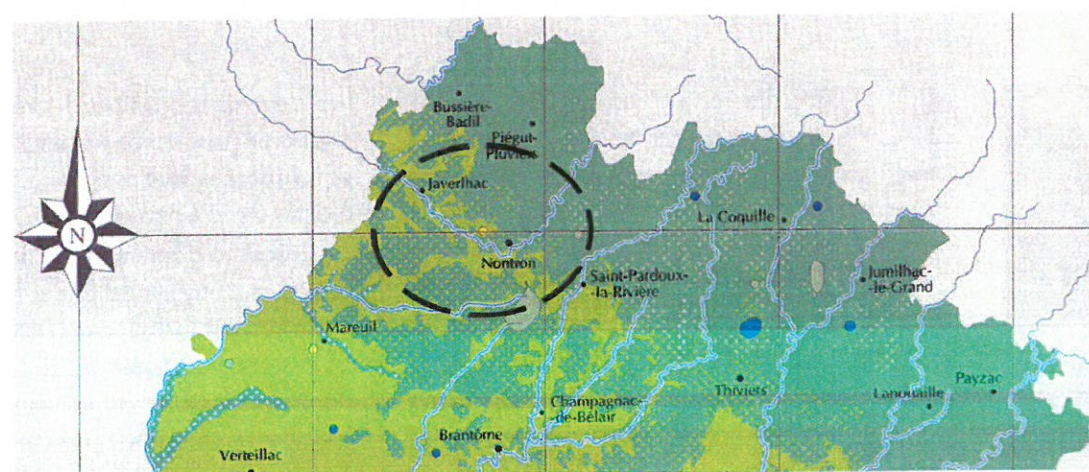 Bussière-
Badil
Piégut-
Pluviers
Javerlhac
La Coquille
N
Nontron
Saint-Pardoux-
-la-Rivière
Jumilhac-
-le-Grand
Mareuil
Thiviers
Payzac
Lanouaille
Champagnac-
-de-Bélair
Brantôme
Verteillac